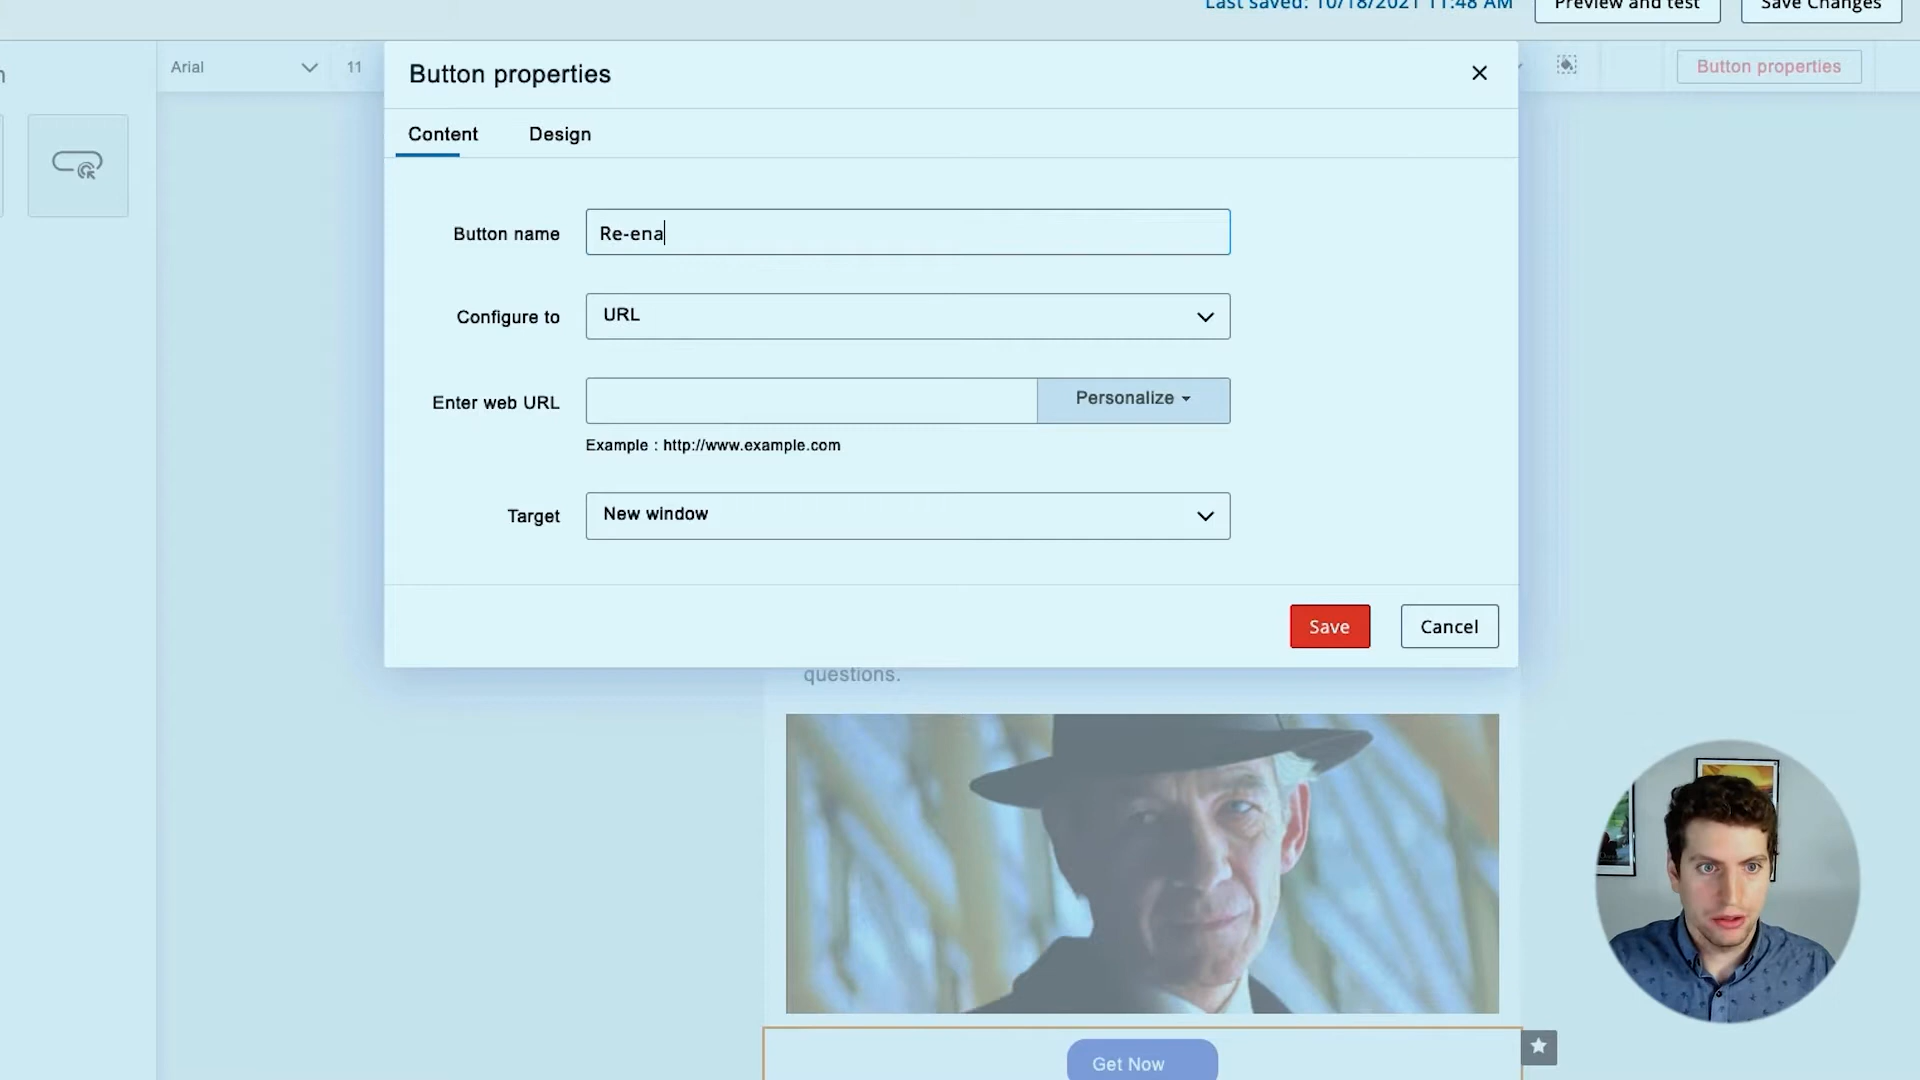 Last saved: 10/18/2021 11:48 AM
Preview and test
Save Changes
Arial
11
Button properties
Button properties
Content
Design
Button name
Re-ena
Configure to
URL
Enter web URL
Personalize
Example : http://www.example.com
Target
New window
Save
Cancel
questions.
Get Now